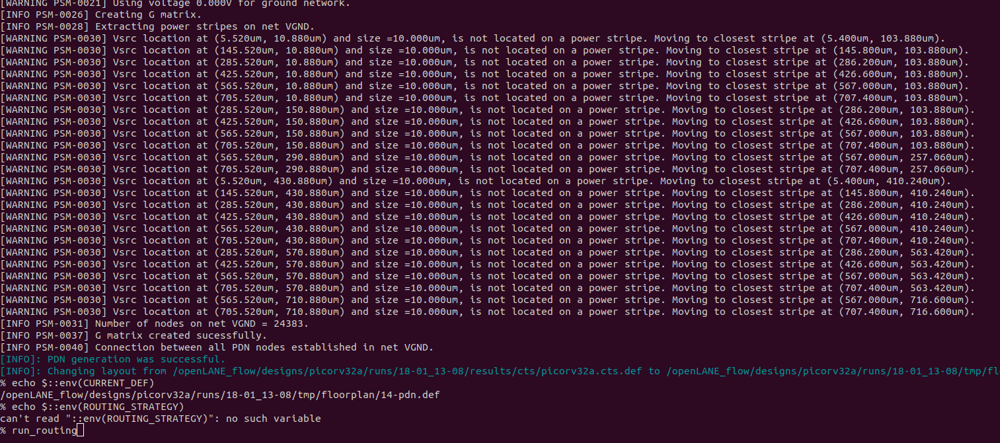 [WARNING PSM-0021] Using voltage 0.000V for ground network.
[INFO PSM-0026] Creating G matrix.
[INFO PSM-0028] Extracting power stripes on net VGND.
[WARNING PSM-0030] Vsrc location at (5.520um, 10.880um) and size =10.000um, is not located on a power stripe. Moving to closest stripe at (5.400um, 103.880um).
[WARNING PSM-0030] Vsrc location at (145.520um, 10.880um) and size =10.000um, is not located on a power stripe. Moving to closest stripe at (145.800um, 103.880um).
[WARNING PSM-0030] Vsrc location at (285.520um, 10.880um) and size =10.000um, is not located on a power stripe. Moving to closest stripe at (286.200um, 103.880um).
[WARNING PSM-0030] Vsrc location at (425.520um, 10.880um) and size =10.000um, is not located on a power stripe. Moving to closest stripe at (426.600um, 103.880um).
[WARNING PSM-0030] Vsrc location at (565.520um, 10.880um) and size =10.000um, is not located on a power stripe. Moving to closest stripe at (567.000um, 103.880um).
[WARNING PSM-0030] Vsrc location at (705.520um, 10.880um) and size =10.000um, is not located on a power stripe. Moving to closest stripe at (707.400um, 103.880um).
[WARNING PSM-0030] Vsrc location at (285.520um, 150.880um) and size =10.000um, is not located on a power stripe. Moving to closest stripe at (286.200um, 103.880um).
[WARNING PSM-0030] Vsrc location at (425.520um, 150.880um) and size =10.000um, is not located on a power stripe. Moving to closest stripe at (426.600um, 103.880um).
[WARNING PSM-0030] Vsrc location at (565.520um, 150.880um) and size =10.000um, is not located on a power stripe. Moving to closest stripe at (567.000um, 103.880um).
[WARNING PSM-0030] Vsrc location at (705.520um, 150.880um) and size =10.000um, is not located on a power stripe. Moving to closest stripe at (707.400um, 103.880um).
[WARNING PSM-0030] Vsrc location at (565.520um, 290.880um) and size =10.000um, is not located on a power stripe. Moving to closest stripe at (567.000um, 257.060um).
[WARNING PSM-0030] Vsrc location at (705.520um, 290.880um) and size =10.000um, is not located on a power stripe. Moving to closest stripe at (707.400um, 257.060um).
[WARNING PSM-0030] Vsrc location at (5.520um, 430.880um) and size =10.000um, is not located on a power stripe. Moving to closest stripe at (5.400um, 410.240um).
[WARNING PSM-0030] Vsrc location at (145.520um, 430.880um) and size =10.000um, is not located on a power stripe. Moving to closest stripe at (145.800um, 410.240um).
[WARNING PSM-0030] Vsrc location at (285.520um, 430.880um) and size =10.000um, is not located on a power stripe. Moving to closest stripe at (286.200um, 410.240um).
[WARNING PSM-0030] Vsrc location at (425.520um, 430.880um) and size =10.000um, is not located on a power stripe. Moving to closest stripe at (426.600um, 410.240um).
[WARNING PSM-0030] Vsrc location at (565.520um, 430.880um) and size =10.000um, is not located on a power stripe. Moving to closest stripe at (567.000um, 410.240um).
[WARNING PSM-0030] Vsrc location at (705.520um, 430.880um) and size =10.000um, is not located on a power stripe. Moving to closest stripe at (707.400um, 410.240um).
[WARNING PSM-0030] Vsrc location at (285.520um, 570.880um) and size =10.000um, is not located on a power stripe. Moving to closest stripe at (286.200um, 563.420um).
[WARNING PSM-0030] Vsrc location at (425.520um, 570.880um) and size =10.000um, is not located on a power stripe. Moving to closest stripe at (426.600um, 563.420um).
[WARNING PSM-0030] Vsrc location at (565.520um, 570.880um) and size =10.000um, is not located on a power stripe. Moving to closest stripe at (567.000um, 563.420um).
[WARNING PSM-0030] Vsrc location at (705.520um, 570.880um) and size =10.000um, is not located on a power stripe. Moving to closest stripe at (707.400um, 563.420um).
[WARNING PSM-0030] Vsrc location at (565.520um, 710.880um) and size =10.000um, is not located on a power stripe. Moving to closest stripe at (567.000um, 716.600um).
[WARNING PSM-0030] Vsrc location at (705.520um, 710.880um) and size =10.000um, is not located on a power stripe. Moving to closest stripe at (707.400um, 716.600um).
[INFO PSM-0031] Number of nodes on net VGND = 24383.
[INFO PSM-0037] G matrix created sucessfully.
[INFO PSM-0040] Connection between all PDN nodes established in net VGND.
[INFO]: PDN generation was successful.
[INFO]: Changing layout from /openLANE_flow/designs/picorv32a/runs/18-01_13-08/results/cts/picorv32a.cts.def to /openLANE_flow/designs/picorv32a/runs/18-01_13-08/tmp/fl
% echo $::env(CURRENT_DEF)
/openLANE_flow/designs/picorv32a/runs/18-01_13-08/tmp/floorplan/14-pdn.def
% echo $::env(ROUTING_STRATEGY)
can't read "::env(ROUTING_STRATEGY)": no such variable
% run_routing